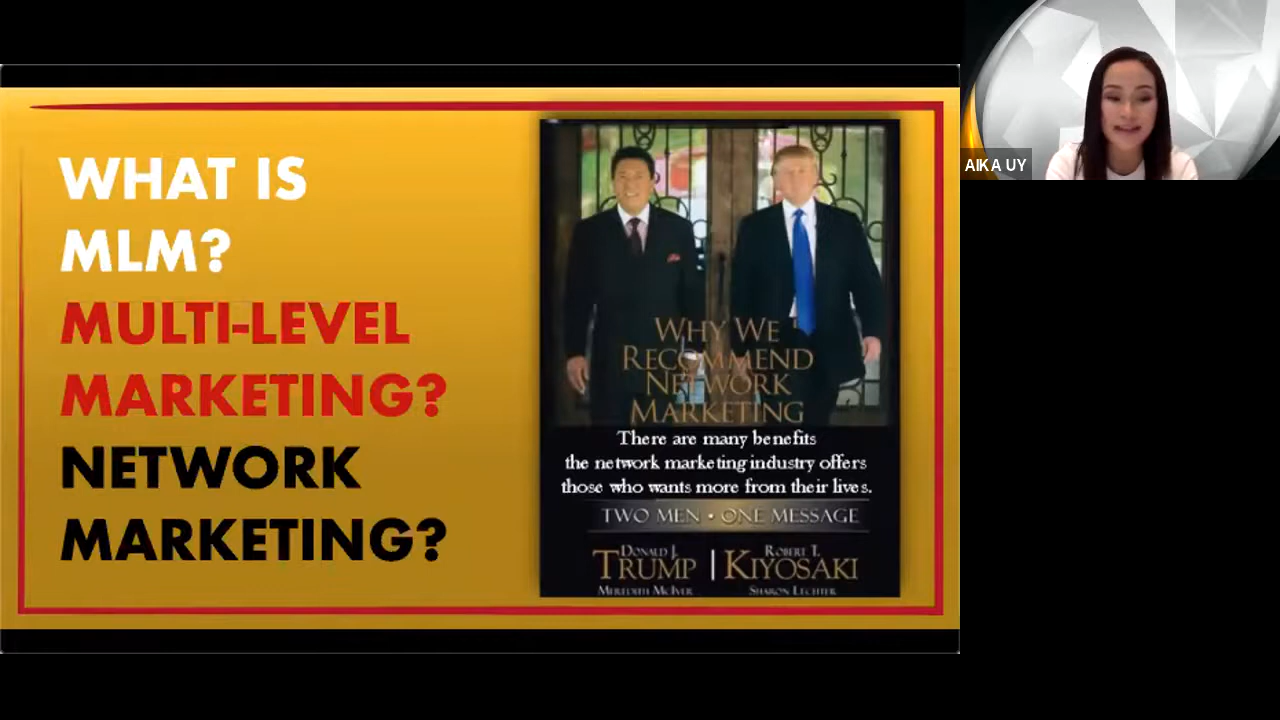 WHAT IS
MLM?
MULTI-LEVEL
MARKETING?
NETWORK
MARKETING?
WHY WE
RECOMMEND
NETWORK
MARKETING
There are many benefits
the network marketing industry offers
those who wants more from their lives.
TWO MEN • ONE MESSAGE
DONALD J. TRUMP | ROBERT T. KIYOSAKI
MEREDITH MCIVER SHARON LECHTER
AIKA UY